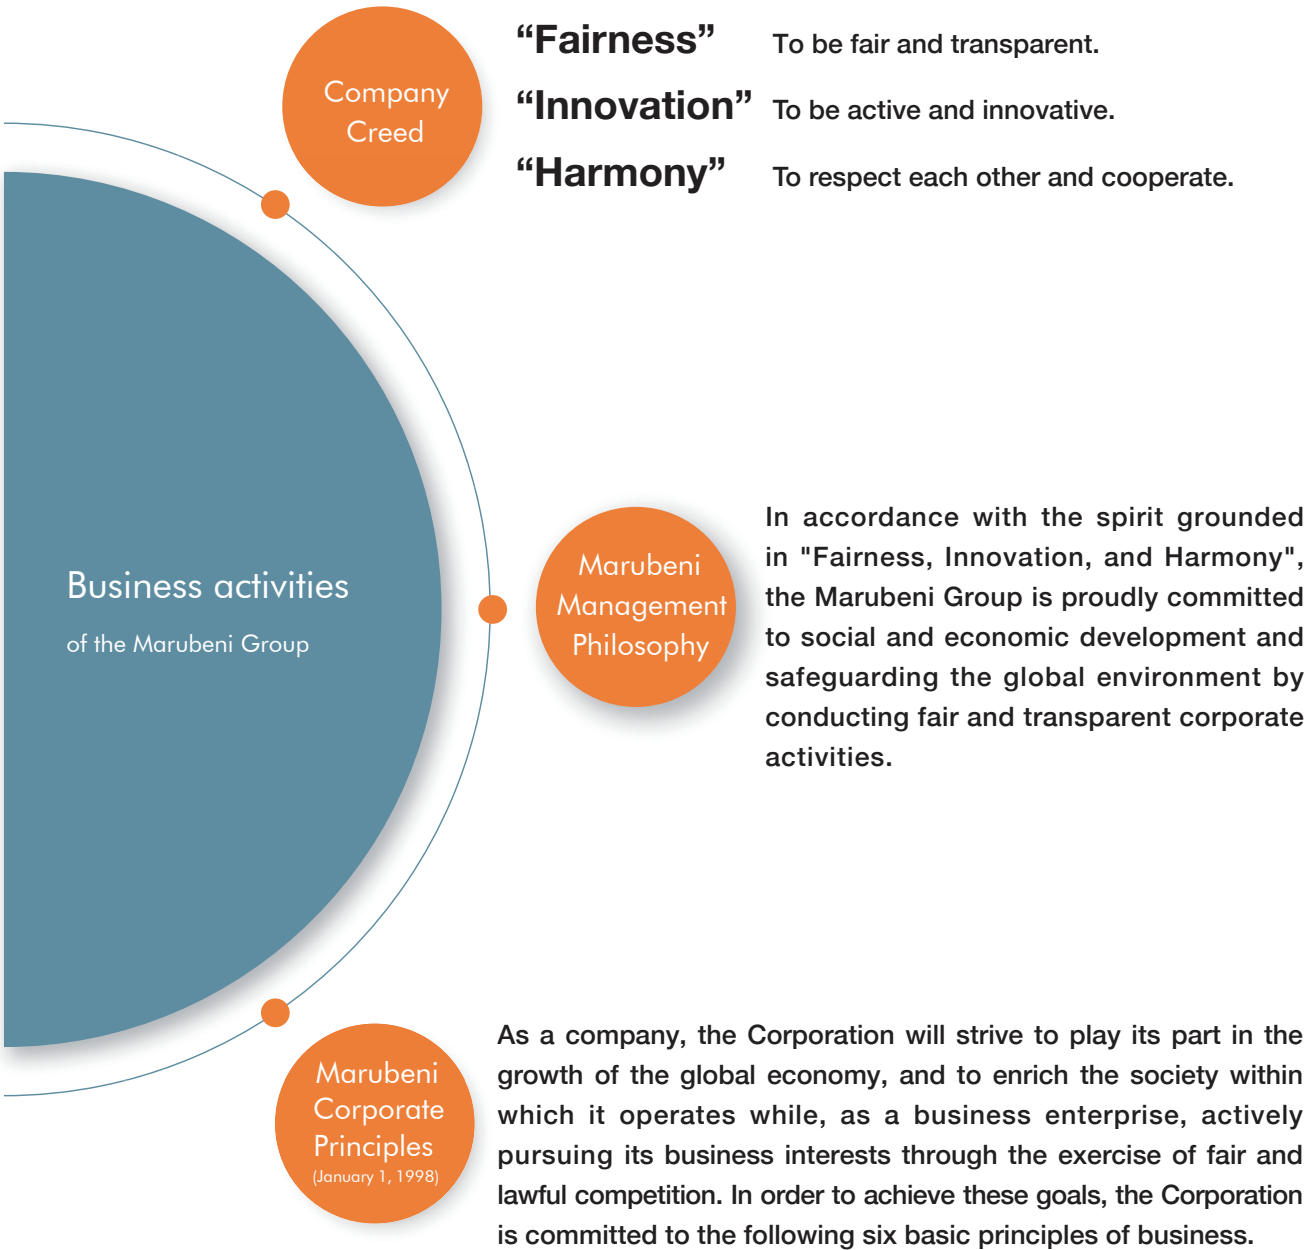 Company
Creed
“Fairness” To be fair and transparent.
“Innovation” To be active and innovative.
“Harmony” To respect each other and cooperate.
Business activities
of the Marubeni Group
Marubeni
Management
Philosophy
In accordance with the spirit grounded
in "Fairness, Innovation, and Harmony",
the Marubeni Group is proudly committed
to social and economic development and
safeguarding the global environment by
conducting fair and transparent corporate
activities.
Marubeni
Corporate
Principles
(January 1, 1998)
As a company, the Corporation will strive to play its part in the
growth of the global economy, and to enrich the society within
which it operates while, as a business enterprise, actively
pursuing its business interests through the exercise of fair and
lawful competition. In order to achieve these goals, the Corporation
is committed to the following six basic principles of business.